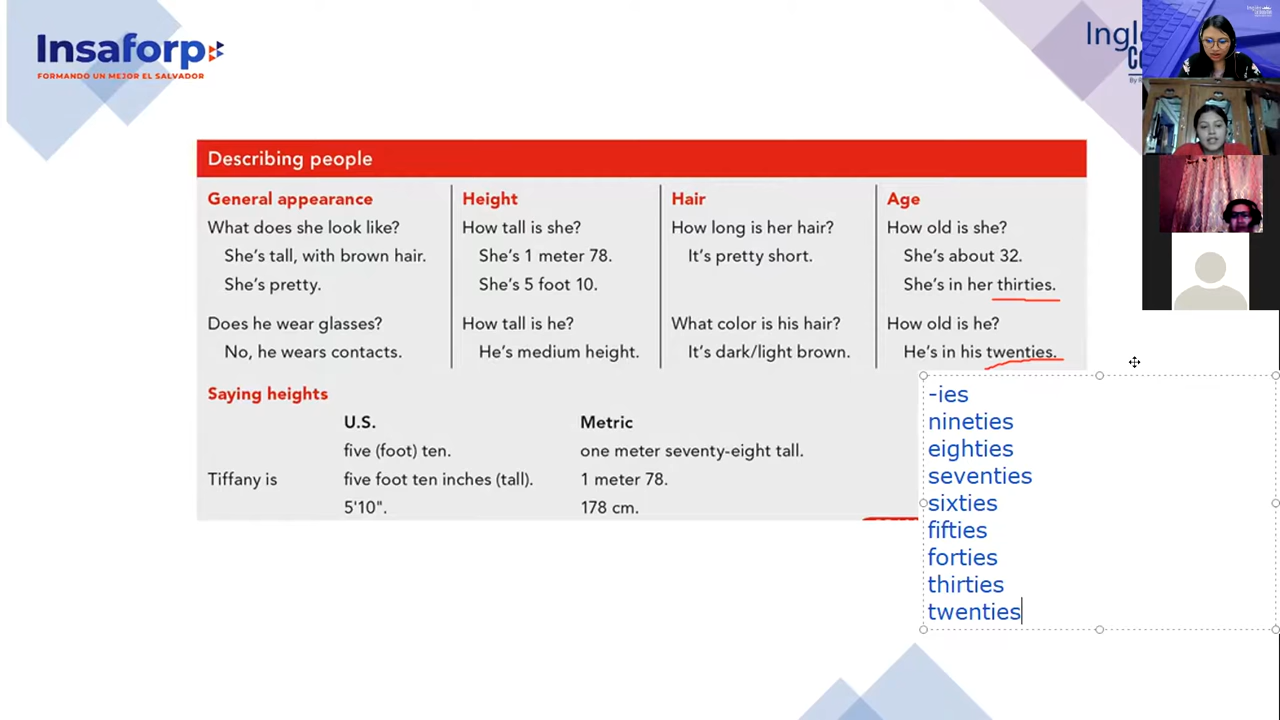 Insaforp
FORMANDO UN MEJOR EL SALVADOR
Describing people
General appearance
What does she look like?
She's tall, with brown hair.
She's pretty.
Does he wear glasses?
No, he wears contacts.
Height
How tall is she?
She's 1 meter 78.
She's 5 foot 10.
How tall is he?
He's medium height.
Hair
How long is her hair?
It's pretty short.
What color is his hair?
It's dark/light brown.
Age
How old is she?
She's about 32.
She's in her thirties.
How old is he?
He's in his twenties.
Saying heights
U.S.
Metric
five (foot) ten.
one meter seventy-eight tall.
Tiffany is
five foot ten inches (tall).
1 meter 78.
5'10".
178 cm.
-ies
nineties
eighties
seventies
sixties
fifties
forties
thirties
twenties